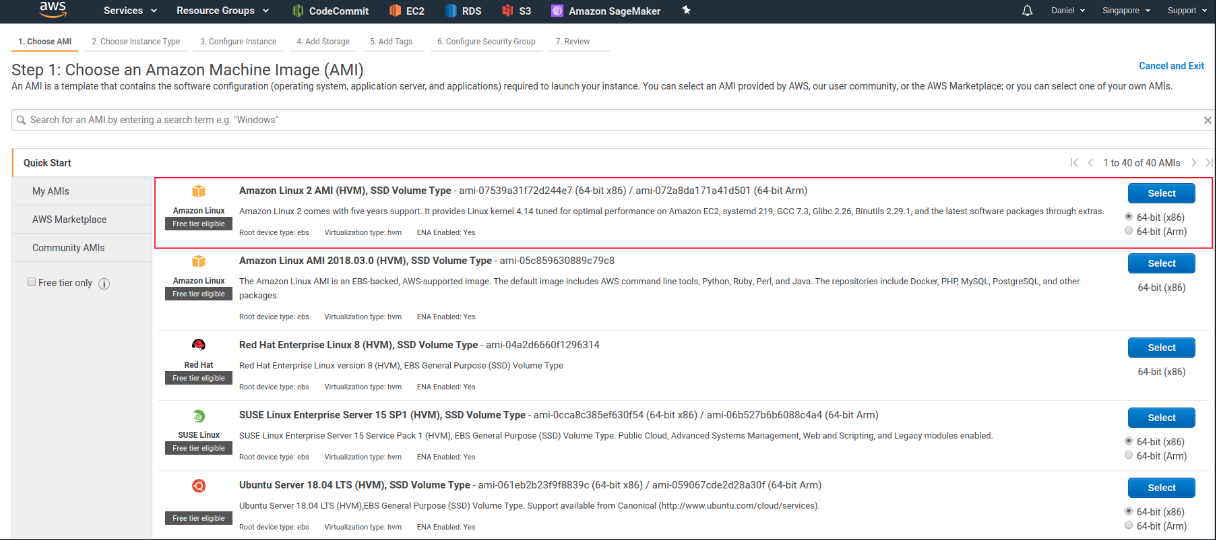 aws Services Resource Groups CodeCommit EC2 RDS S3 Amazon SageMaker Daniel Singapore Support
1. Choose AMI 2. Choose Instance Type 3. Configure Instance 4. Add Storage 5. Add Tags 6. Configure Security Group 7. Review
Step 1: Choose an Amazon Machine Image (AMI)
Cancel and Exit
An AMI is a template that contains the software configuration (operating system, application server, and applications) required to launch your instance. You can select an AMI provided by AWS, our user community, or the AWS Marketplace; or you can select one of your own AMIs.
Search for an AMI by entering a search term e.g. "Windows"
Quick Start
1 to 40 of 40 AMIs
My AMIs
AWS Marketplace
Community AMIs
Free tier only
Amazon Linux
Free tier eligible
Amazon Linux 2 AMI (HVM), SSD Volume Type - ami-07539a31f72d244e7 (64-bit x86) / ami-072a8da171a41d501 (64-bit Arm)
Amazon Linux 2 comes with five years support. It provides Linux kernel 4.14 tuned for optimal performance on Amazon EC2, systemd 219, GCC 7.3, Glibc 2.26, Binutils 2.29.1, and the latest software packages through extras.
Root device type: ebs Virtualization type: hvm ENA Enabled: Yes
Select
64-bit (x86)
64-bit (Arm)
Amazon Linux
Free tier eligible
Amazon Linux AMI 2018.03.0 (HVM), SSD Volume Type - ami-05c859630889c79c8
The Amazon Linux AMI is an EBS-backed, AWS-supported image. The default image includes AWS command line tools, Python, Ruby, Perl, and Java. The repositories include Docker, PHP, MySQL, PostgreSQL, and other
packages.
Root device type: ebs Virtualization type: hvm ENA Enabled: Yes
Select
64-bit (x86)
Red Hat
Free tier eligible
Red Hat Enterprise Linux 8 (HVM), SSD Volume Type - ami-04a2d6660f1296314
Red Hat Enterprise Linux version 8 (HVM), EBS General Purpose (SSD) Volume Type
Root device type: ebs Virtualization type: hvm ENA Enabled: Yes
Select
64-bit (x86)
SUSE Linux
Free tier eligible
SUSE Linux Enterprise Server 15 SP1 (HVM), SSD Volume Type - ami-0cca8c385ef630f54 (64-bit x86) / ami-06b527b6b6088c4a4 (64-bit Arm)
SUSE Linux Enterprise Server 15 Service Pack 1 (HVM), EBS General Purpose (SSD) Volume Type. Public Cloud, Advanced Systems Management, Web and Scripting, and Legacy modules enabled.
Root device type: ebs Virtualization type: hvm ENA Enabled: Yes
Select
64-bit (x86)
64-bit (Arm)
Free tier eligible
Ubuntu Server 18.04 LTS (HVM), SSD Volume Type - ami-061eb2b23f9f8839c (64-bit x86) / ami-059067cde2d28a30f (64-bit Arm)
Ubuntu Server 18.04 LTS (HVM),EBS General Purpose (SSD) Volume Type. Support available from Canonical (http://www.ubuntu.com/cloud/services).
Root device type: ebs Virtualization type: hvm ENA Enabled: Yes
Select
64-bit (x86)
64-bit (Arm)